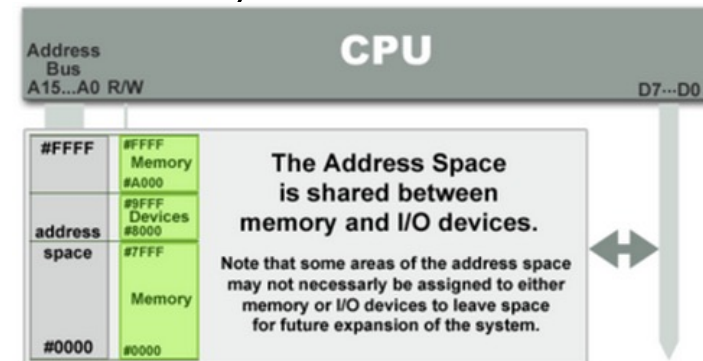 CPU
Address
Bus
A15...A0 R/W
D7...D0
#FFFF
address
space
#0000
#FFFF
Memory
#A000
#9FFF
Devices
#8000
#7FFF
Memory
#0000
The Address Space
is shared between
memory and I/O devices.
Note that some areas of the address space
may not necessarly be assigned to either
memory or I/O devices to leave space
for future expansion of the system.